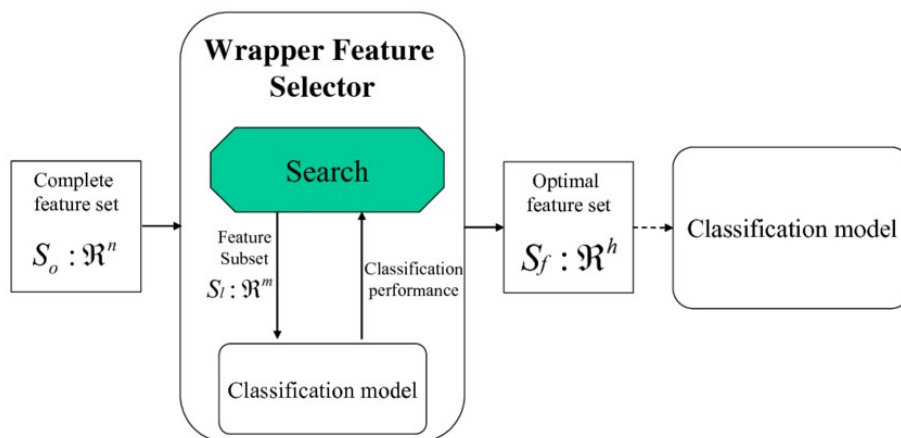 Wrapper Feature
Selector
Search
Complete
feature set
S_o : ℜ^n
Feature
Subset
S_l : ℜ^m
Classification
performance
Classification model
Optimal
feature set
S_f : ℜ^h
Classification model